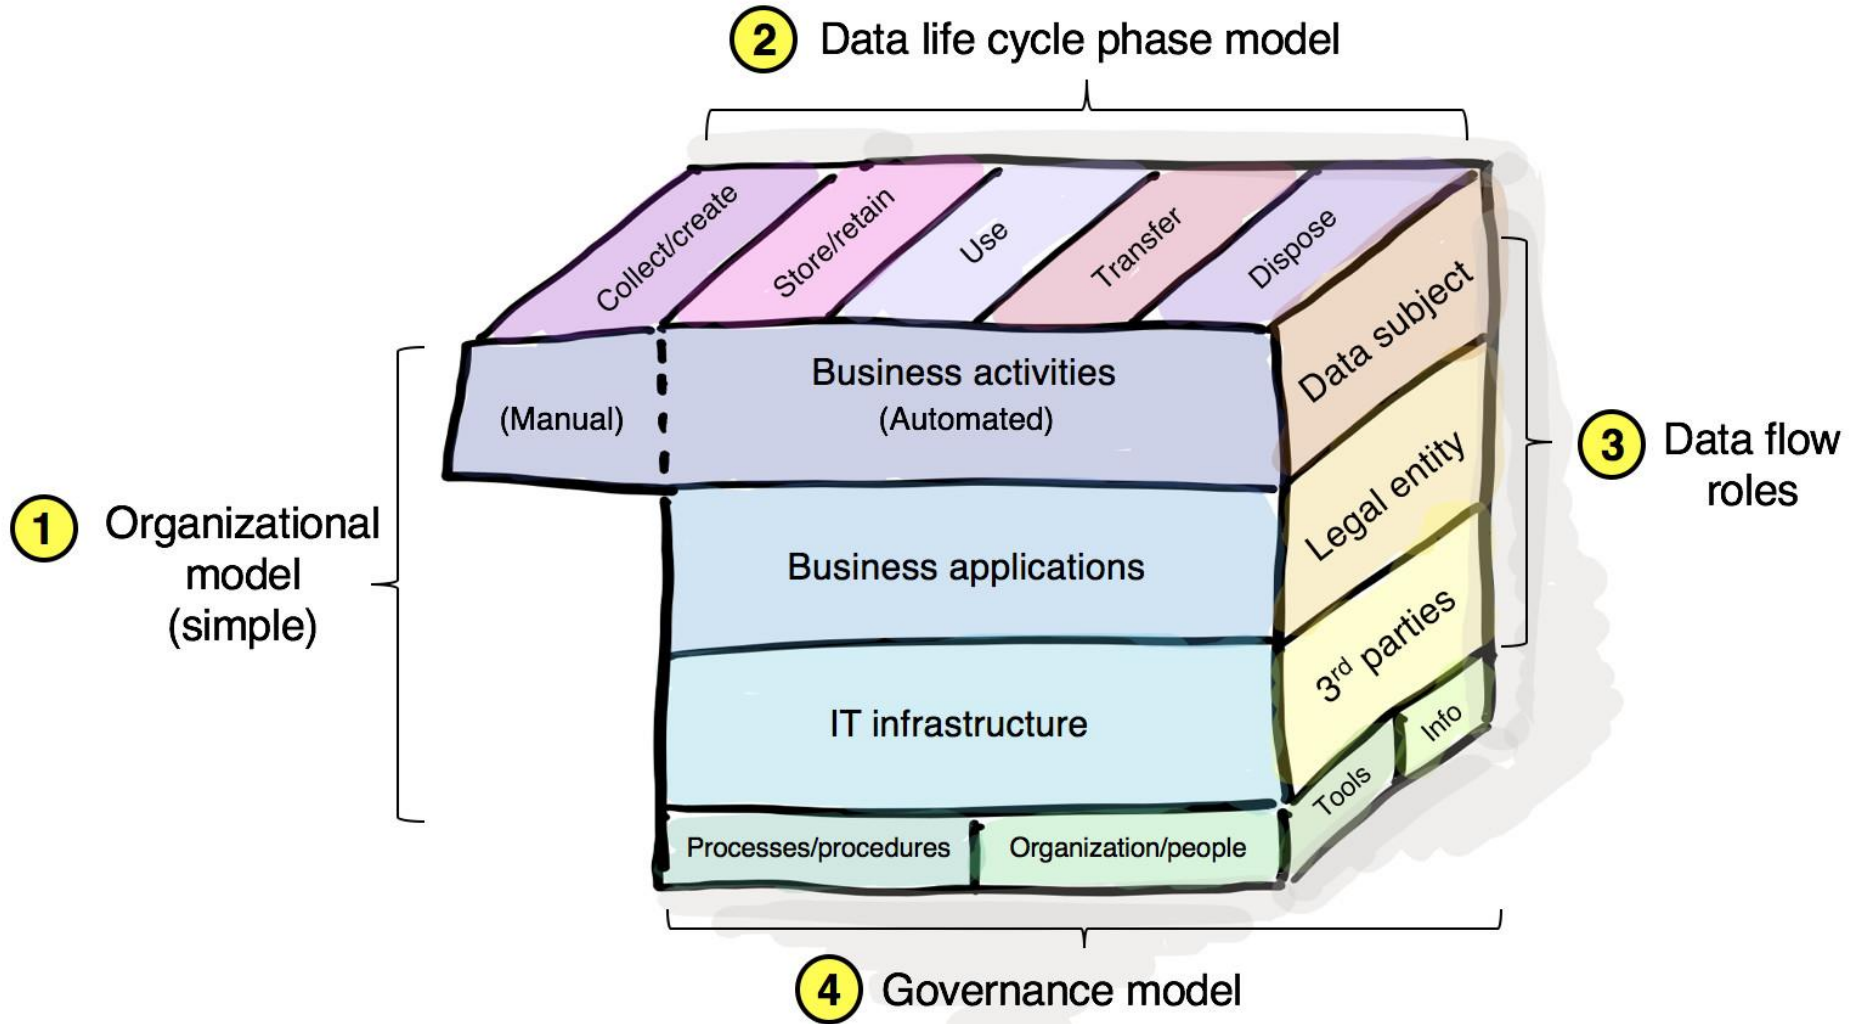 2 Data life cycle phase model
Collect/create
Store/retain
Use
Transfer
Dispose
1 Organizational
model
(simple)
(Manual)
Business activities
(Automated)
Business applications
IT infrastructure
Data subject
Legal entity
3rd parties
3 Data flow
roles
Processes/procedures
Organization/people
Tools
Info
4 Governance model